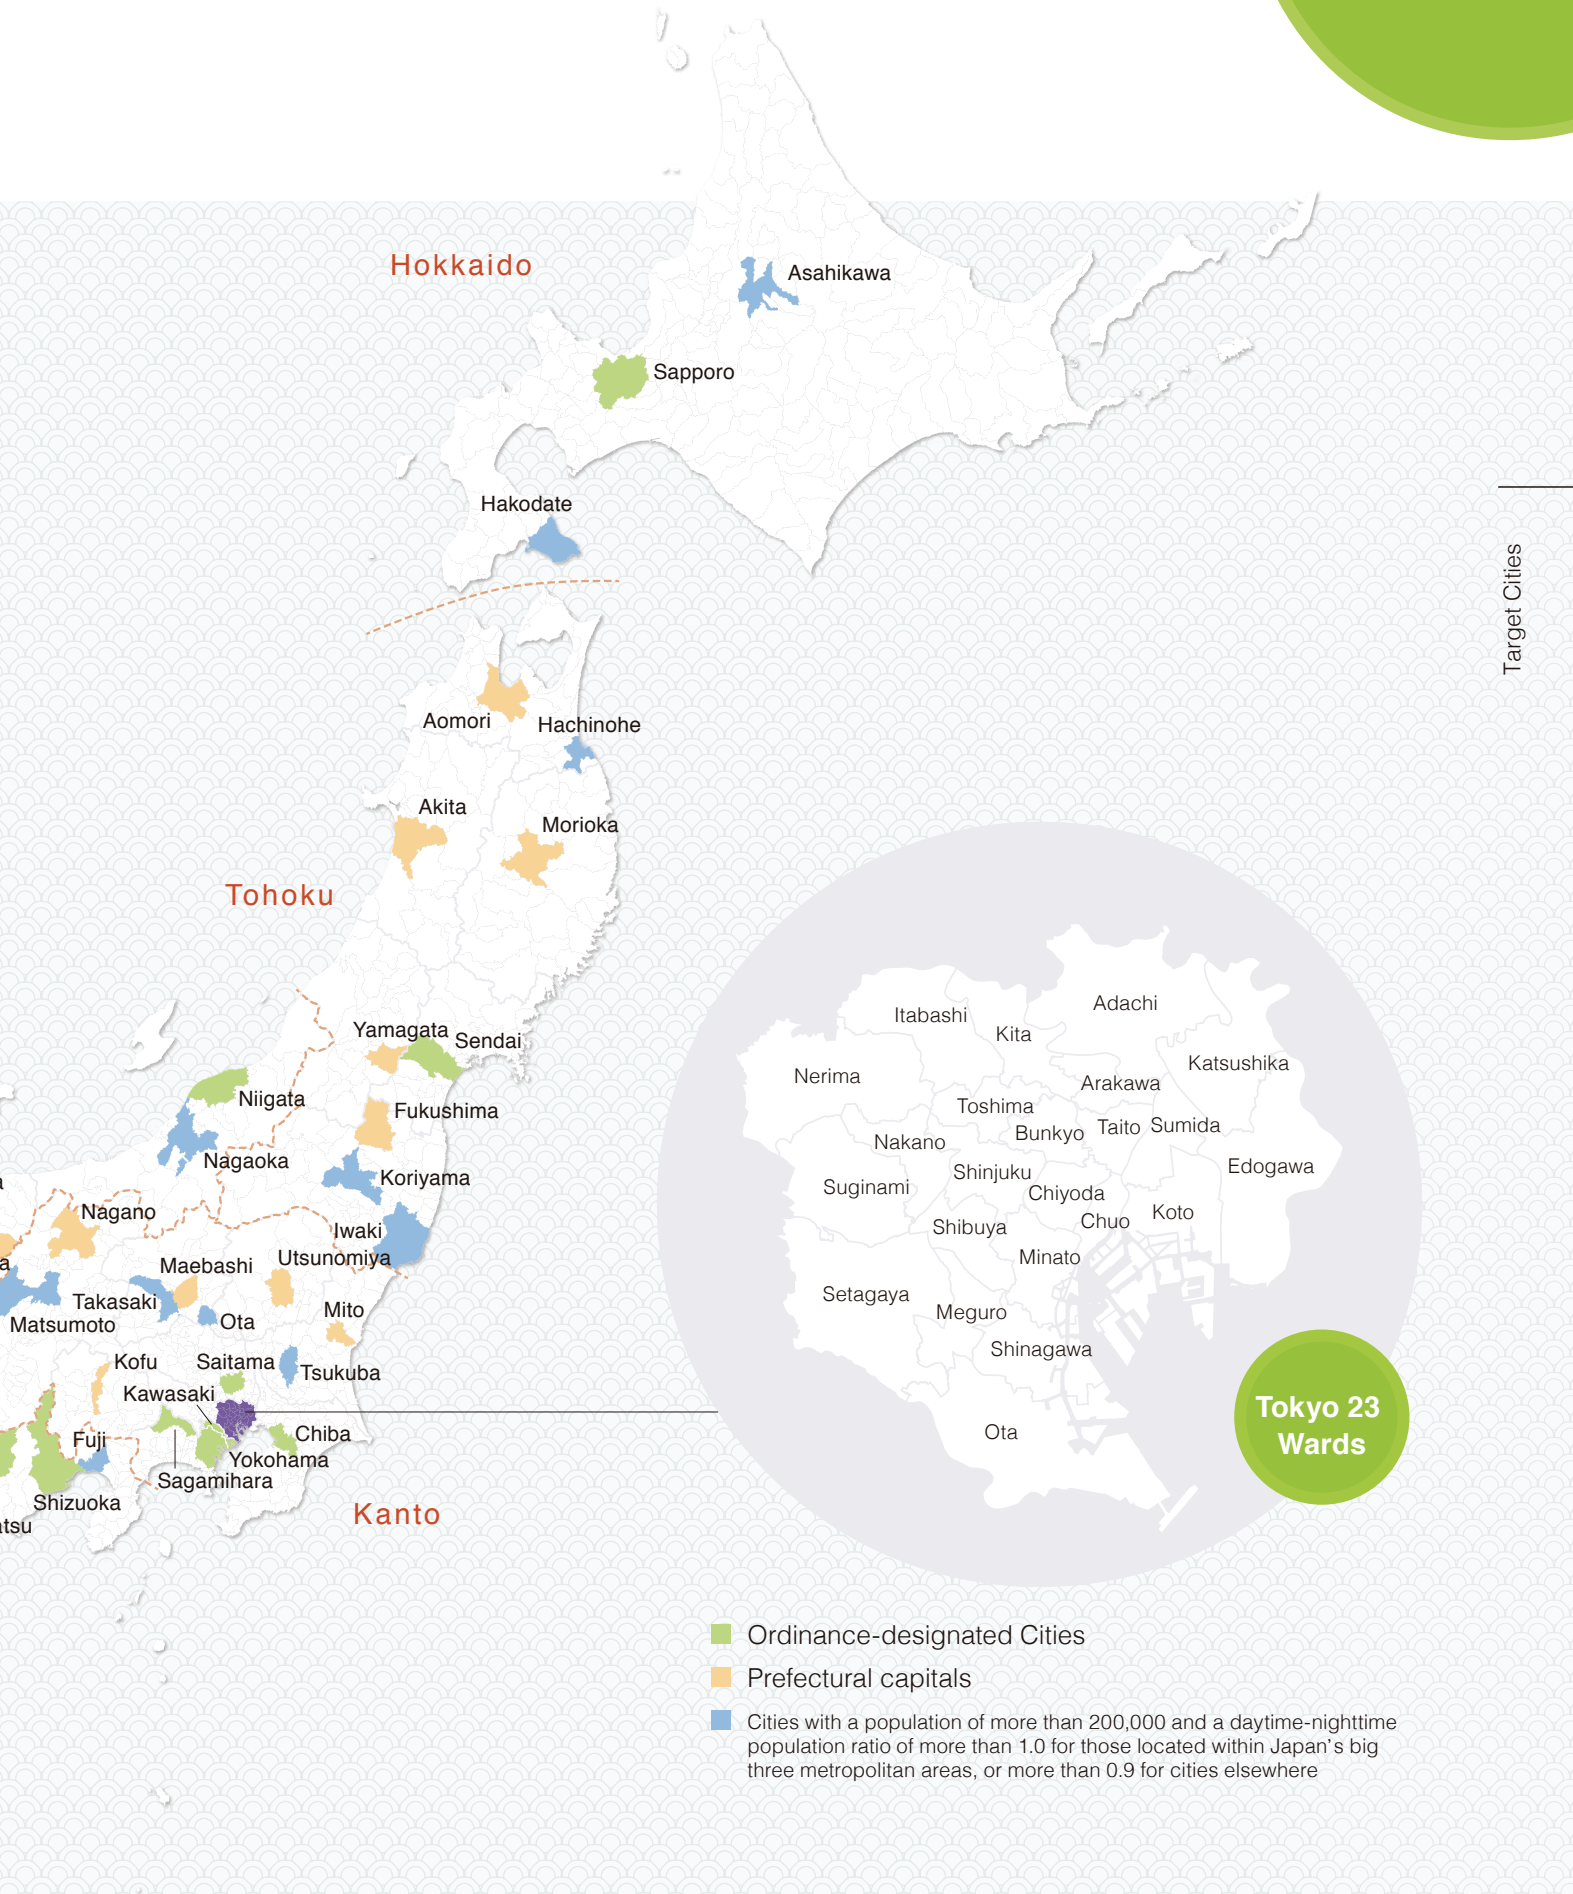 Hokkaido
Asahikawa
Sapporo
Hakodate
Target Cities
Aomori
Hachinohe
Akita
Morioka
Tohoku
Yamagata
Sendai
Niigata
Fukushima
Nagaoka
Koriyama
Nagano
Iwaki
Utsunomiya
Maebashi
Takasaki
Ota
Mito
Matsumoto
Kofu
Saitama
Tsukuba
Kawasaki
Chiba
Fuji
Yokohama
Sagamihara
Shizuoka
atsu
Kanto
Adachi
Itabashi
Kita
Katsushika
Nerima
Arakawa
Toshima
Bunkyo
Taito
Sumida
Nakano
Edogawa
Shinjuku
Suginami
Chiyoda
Koto
Chuo
Shibuya
Minato
Setagaya
Meguro
Shinagawa
Ota
Tokyo 23
Wards
Ordinance-designated Cities
Prefectural capitals
Cities with a population of more than 200,000 and a daytime-nighttime
population ratio of more than 1.0 for those located within Japan's big
three metropolitan areas, or more than 0.9 for cities elsewhere